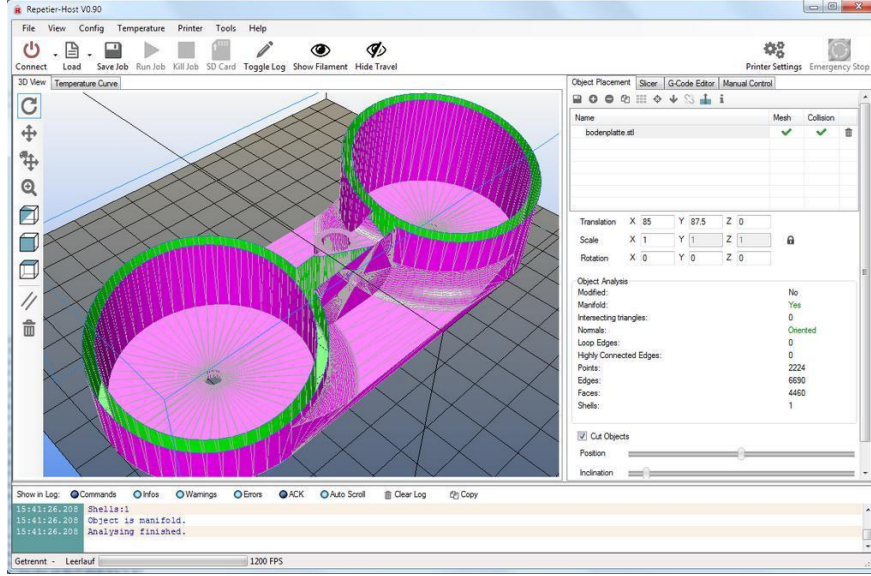 Repetier-Host V0.90
File View Config Temperature Printer Tools Help
Connect Load Save Job Run Job Kill Job SD Card Toggle Log Show Filament Hide Travel Printer Settings Emergency Stop
3D View Temperature Curve
Object Placement Slicer G-Code Editor Manual Control
Name Mesh Collision
bodenplatte.stl
Translation X 85 Y 87.5 Z 0
Scale X 1 Y 1 Z 1
Rotation X 0 Y 0 Z 0
Object Analysis
Modified: No
Manifold: Yes
Intersecting triangles: 0
Normals: Oriented
Loop Edges: 0
Highly Connected Edges: 0
Points: 2224
Edges: 6690
Faces: 4460
Shells: 1
Cut Objects
Position
Inclination
Show in Log: Commands Infos Warnings Errors ACK Auto Scroll Clear Log Copy
15:41:26.208 Shells:1
15:41:26.208 Object is manifold.
15:41:26.208 Analysing finished.
Getrennt - Leerlauf 1200 FPS